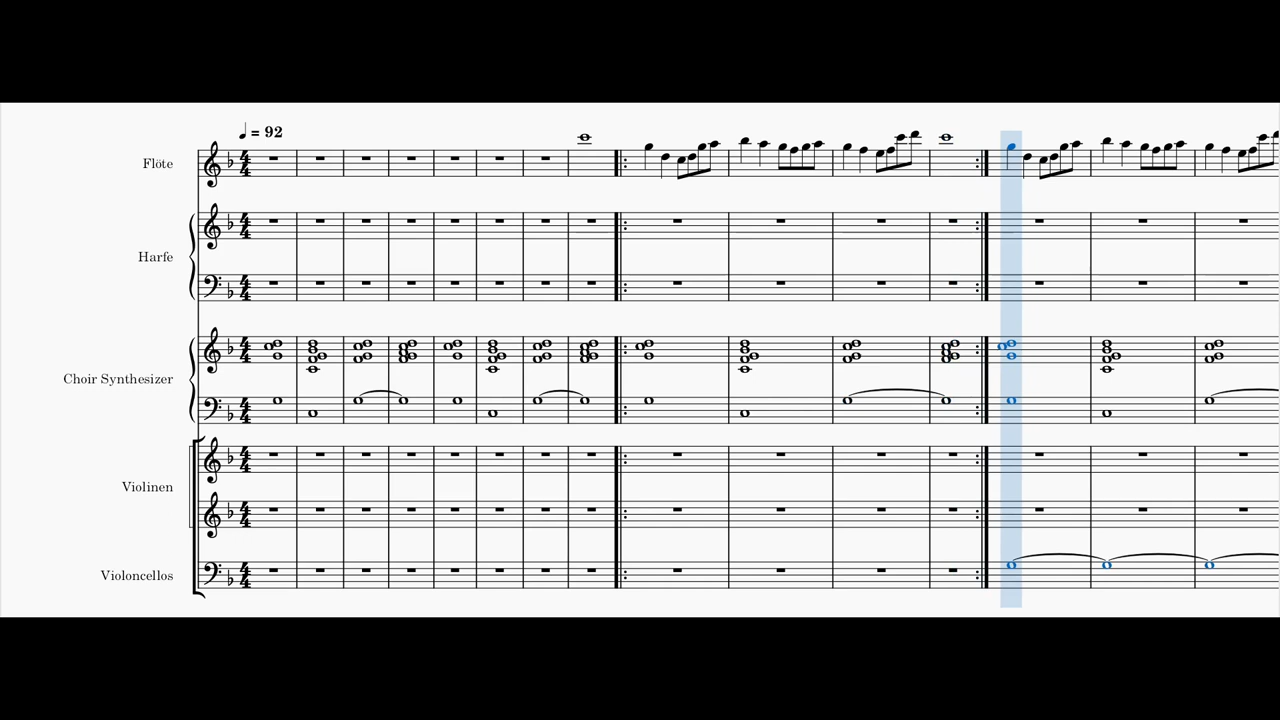 ♩ = 92
Flöte
Harfe
Choir Synthesizer
Violinen
Violoncellos